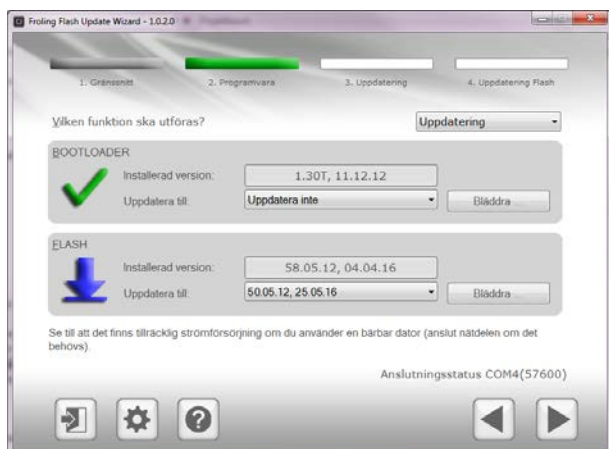 Froling Flash Update Wizard - 1.0.2.0
1. Gränssnitt
2. Programvara
3. Uppdatering
4. Uppdatering Flash
Vilken funktion ska utföras?
Uppdatering
BOOTLOADER
Installerad version:
1.30T, 11.12.12
Uppdatera till:
Uppdatera inte
Bläddra ...
FLASH
Installerad version:
58.05.12, 04.04.16
Uppdatera till:
50.05.12, 25.05.16
Bläddra ...
Se till att det finns tillräcklig strömförsörjning om du använder en bärbar dator (anslut nätdelen om det
behövs).
Anslutningsstatus COM4(57600)